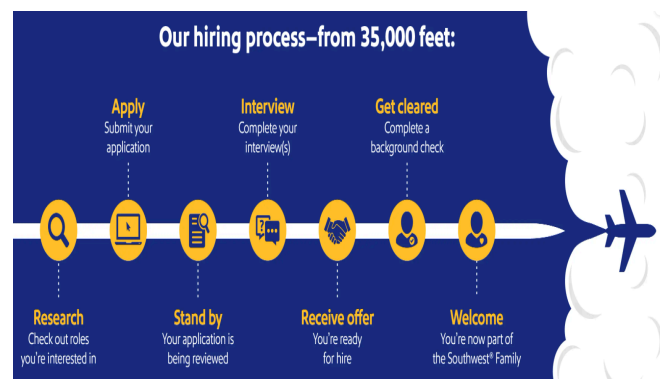 Our hiring process–from 35,000 feet:
Apply
Submit your
application
Interview
Complete your
interview(s)
Get cleared
Complete a
background check
?
Research
Check out roles
you're interested in
Stand by
Your application is
being reviewed
Receive offer
You're ready
for hire
Welcome
You're now part of
the Southwest® Family